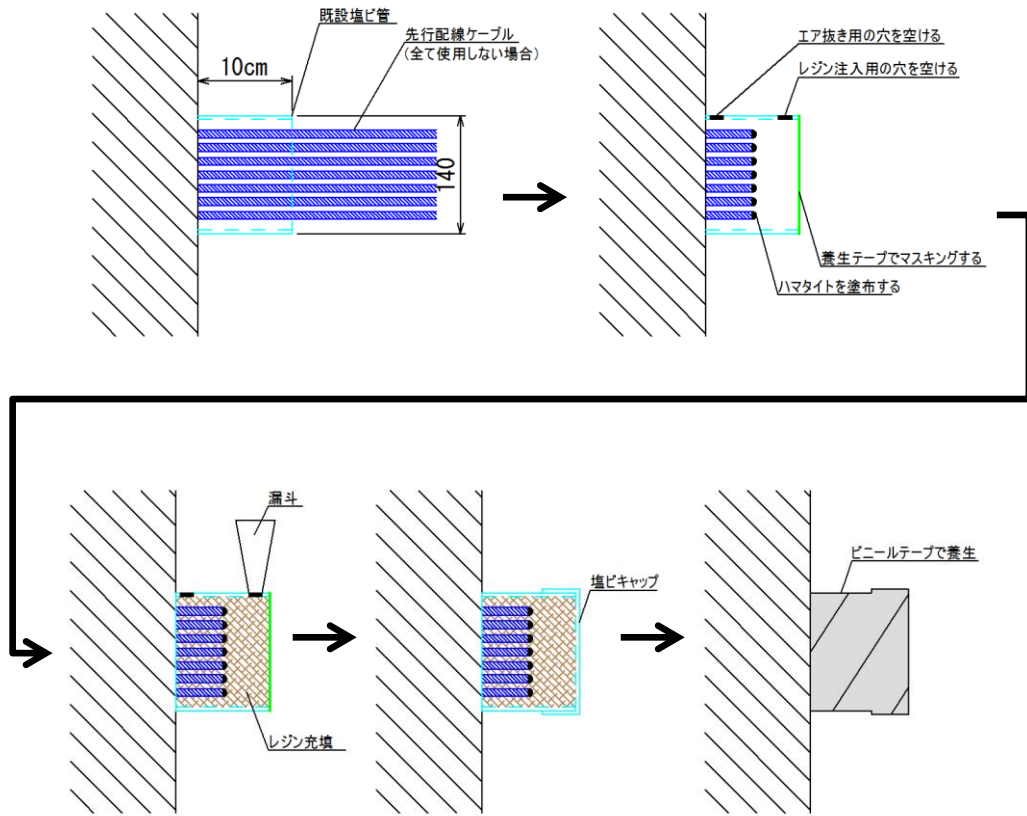 既設塩ビ管
先行配線ケーブル
(全て使用しない場合)
10cm
140
エア抜き用の穴を空ける
レジン注入用の穴を空ける
養生テープでマスキングする
ハマタイトを塗布する
漏斗
レジン充填
塩ビキャップ
ビニールテープで養生